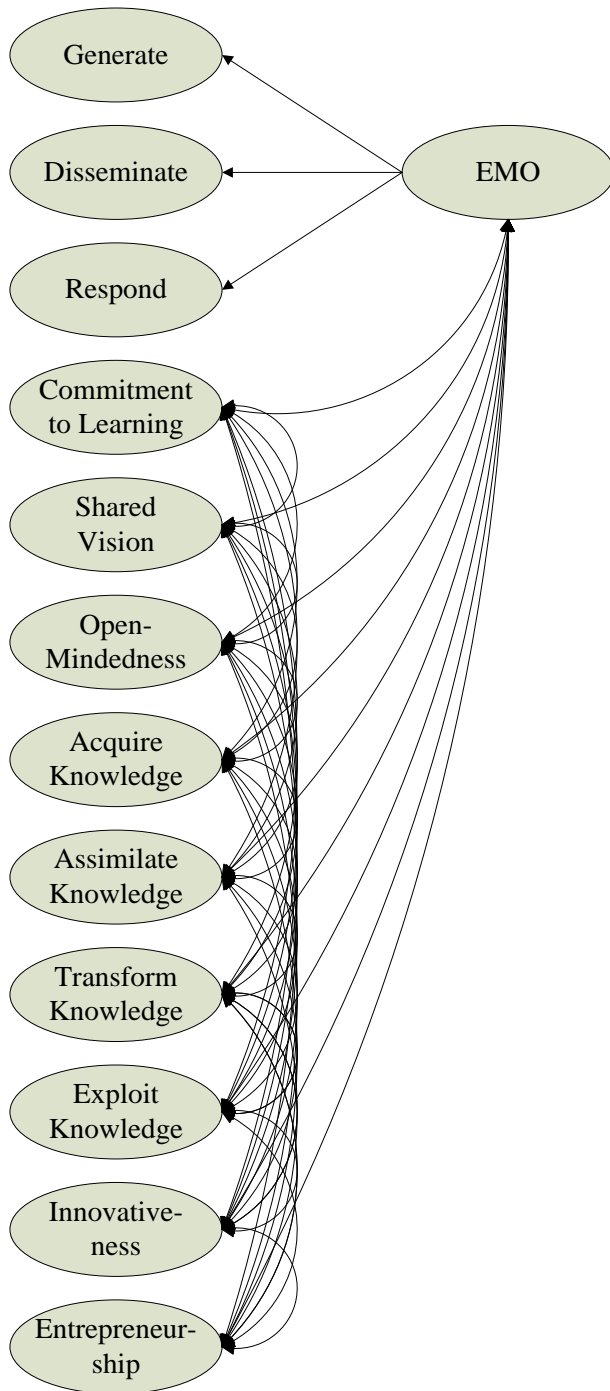 Generate
Disseminate
EMO
Respond
Commitment
to Learning
Shared
Vision
Open-
Mindedness
Acquire
Knowledge
Assimilate
Knowledge
Transform
Knowledge
Exploit
Knowledge
Innovative-
ness
Entrepreneur-
ship